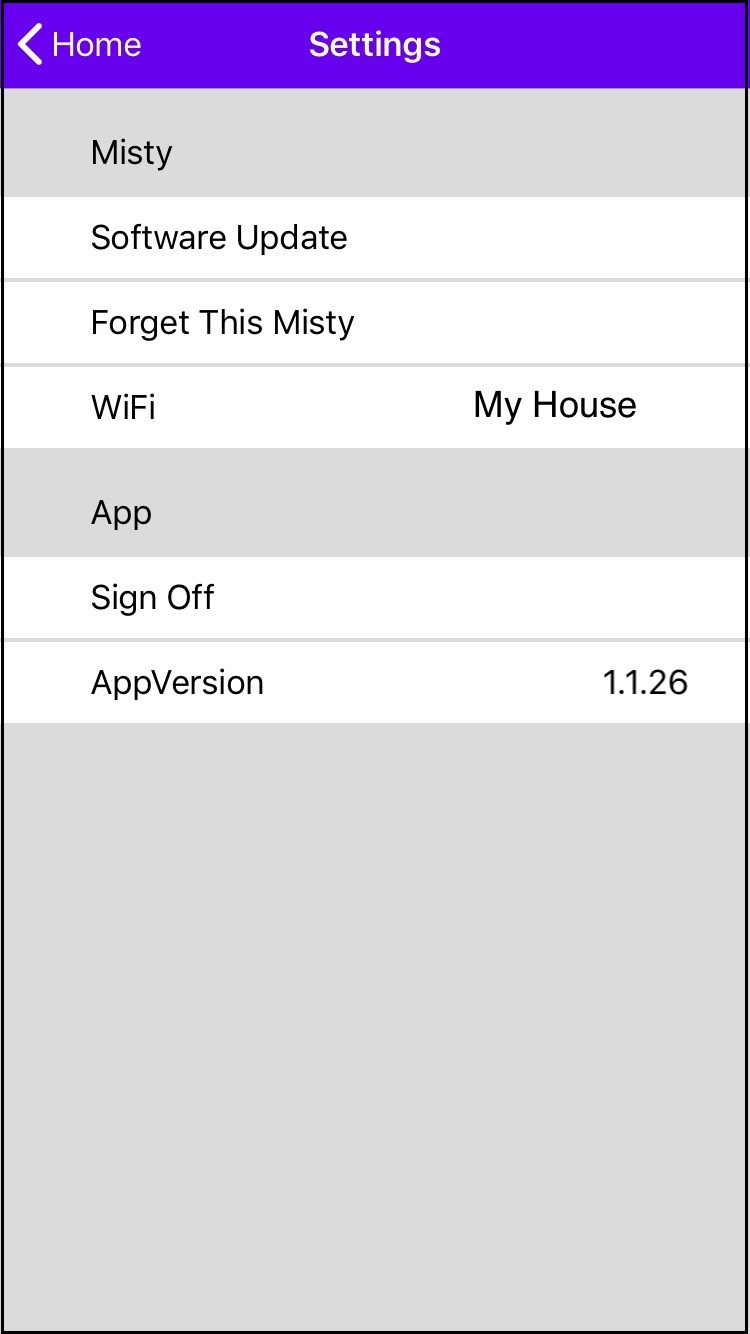 Home Settings
Misty
Software Update
Forget This Misty
WiFi My House
App
Sign Off
AppVersion 1.1.26